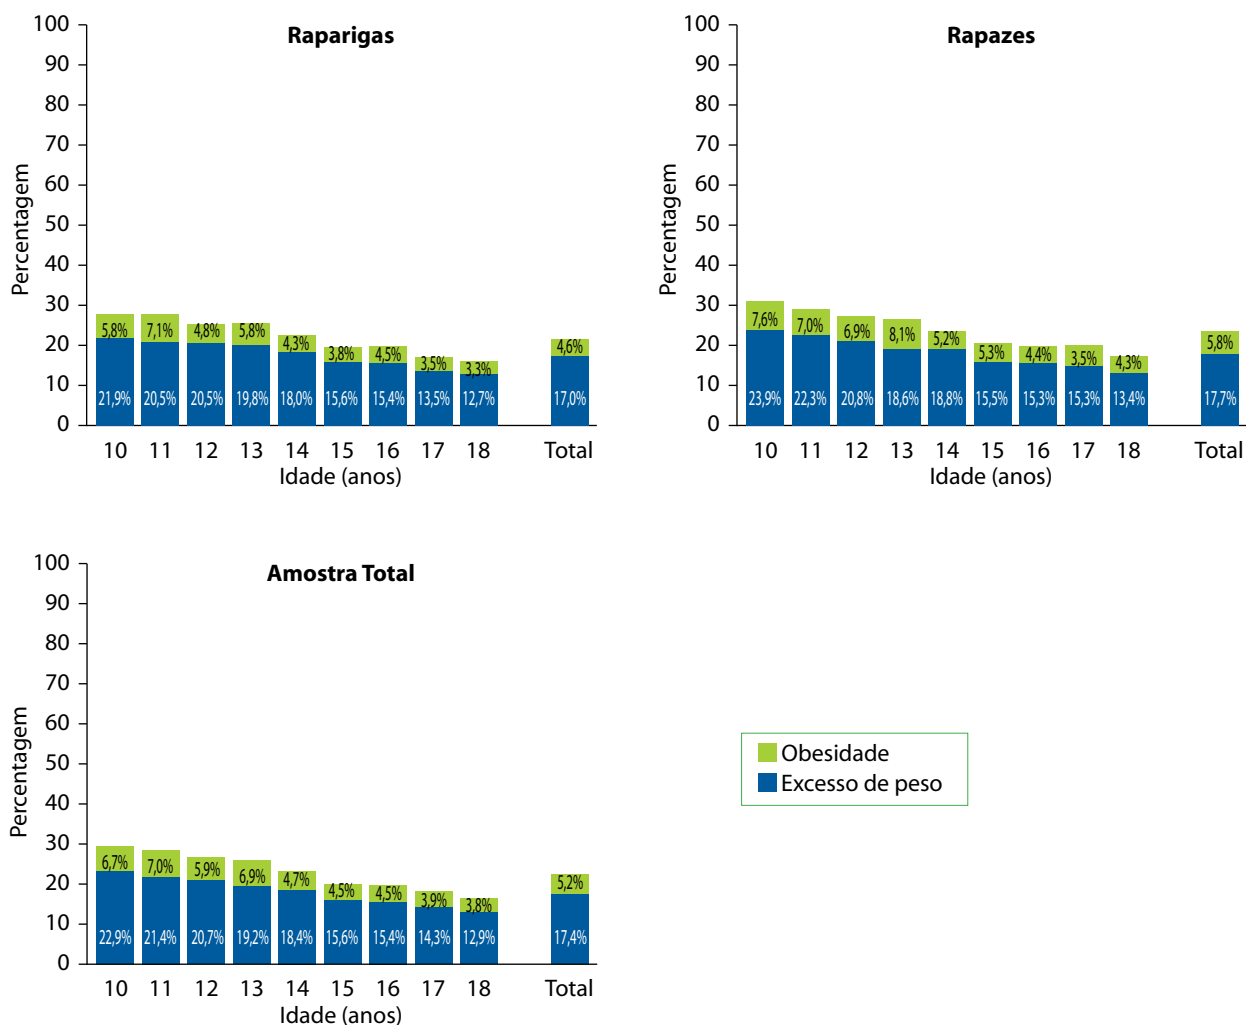 Raparigas
Percentagem
100
90
80
70
60
50
40
30
20
10
0
5,8% 7,1% 4,8% 5,8% 4,3% 3,8% 4,5% 3,5% 3,3% 4,6%
21,9% 20,5% 20,5% 19,8% 18,0% 15,6% 15,4% 13,5% 12,7% 17,0%
10 11 12 13 14 15 16 17 18 Total
Idade (anos)
Rapazes
Percentagem
100
90
80
70
60
50
40
30
20
10
0
7,6% 7,0% 6,9% 8,1% 5,2% 5,3% 4,4% 3,5% 4,3% 5,8%
23,9% 22,3% 20,8% 18,6% 18,8% 15,5% 15,3% 15,3% 13,4% 17,7%
10 11 12 13 14 15 16 17 18 Total
Idade (anos)
Amostra Total
Percentagem
100
90
80
70
60
50
40
30
20
10
0
6,7% 7,0% 5,9% 6,9% 4,7% 4,5% 4,5% 3,9% 3,8% 5,2%
22,9% 21,4% 20,7% 19,2% 18,4% 15,6% 15,4% 14,3% 12,9% 17,4%
10 11 12 13 14 15 16 17 18 Total
Idade (anos)
Obesidade
Excesso de peso